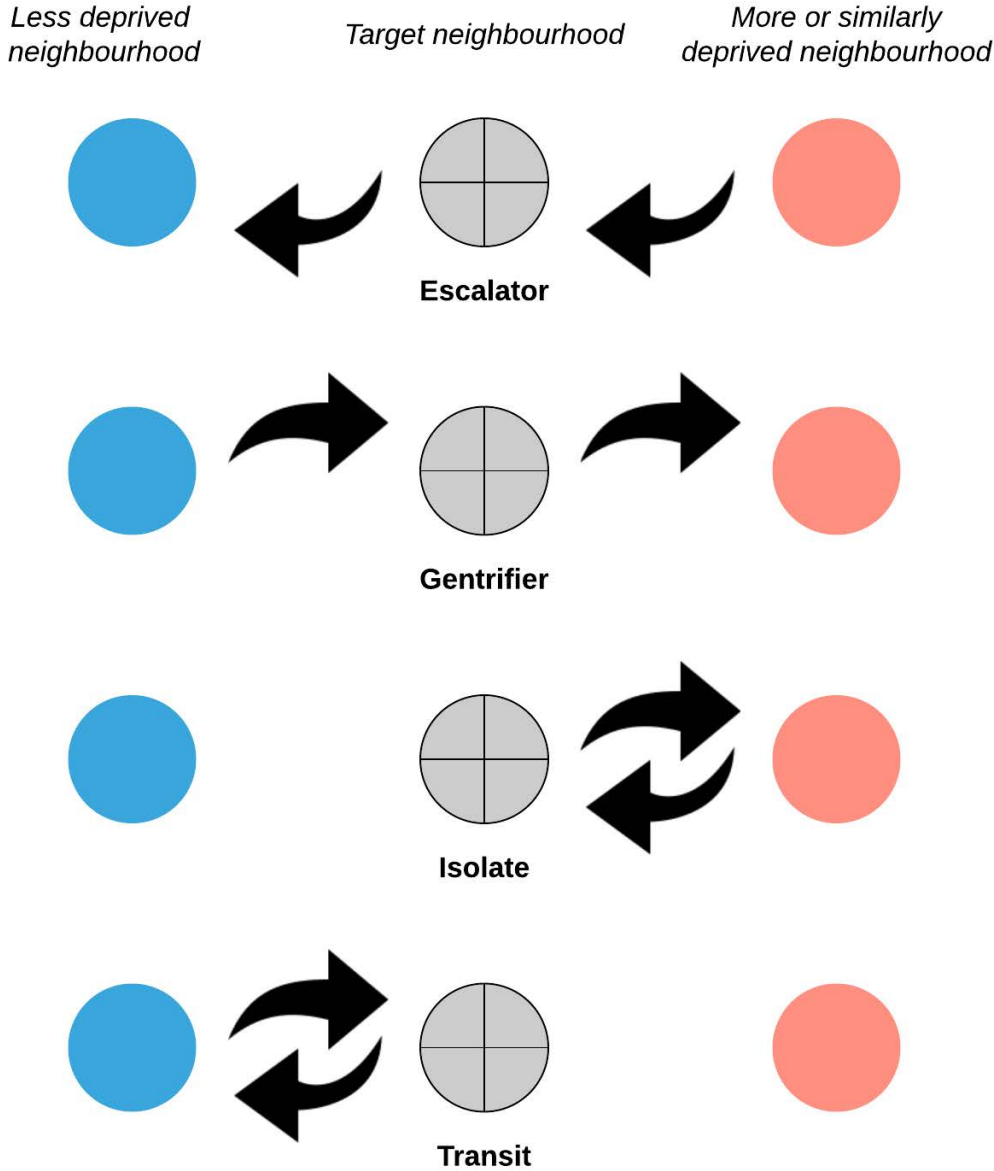 Less deprived
neighbourhood
Target neighbourhood
More or similarly
deprived neighbourhood
Escalator
Gentrifier
Isolate
Transit